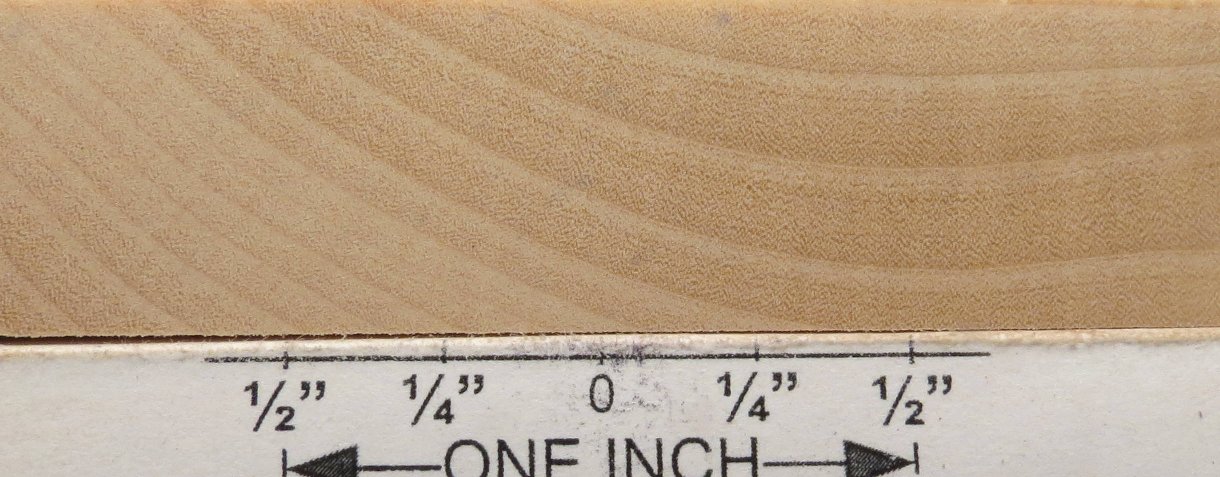 ½” ¼” 0 ¼” ½”
ONE INCH